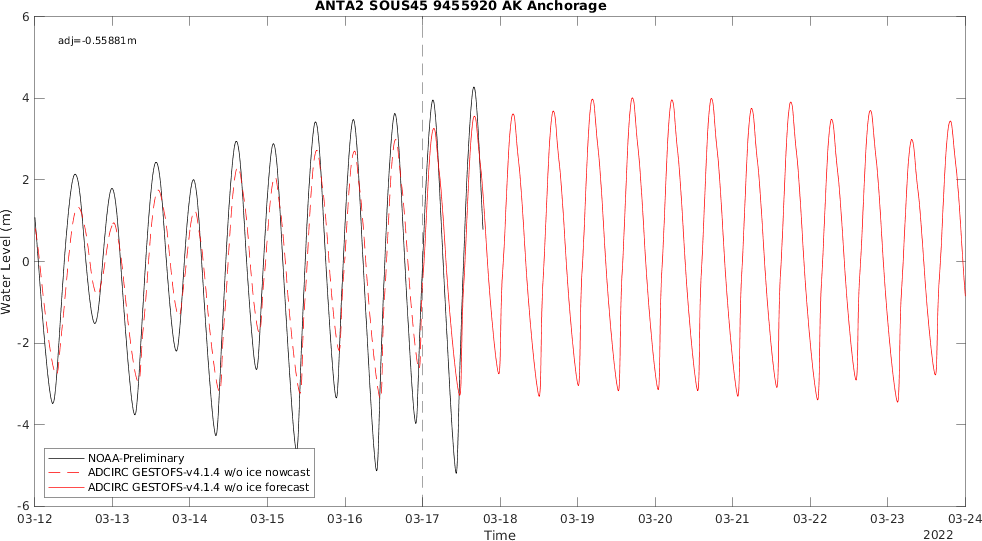 ANTA2 SOUS45 9455920 AK Anchorage
adj=-0.55881m
6
4
2
0
-2
-4
-6
Water Level (m)
NOAA-Preliminary
ADCIRC GESTOFS-v4.1.4 w/o ice nowcast
ADCIRC GESTOFS-v4.1.4 w/o ice forecast
03-12 03-13 03-14 03-15 03-16 03-17 03-18 03-19 03-20 03-21 03-22 03-23 03-24
Time
2022